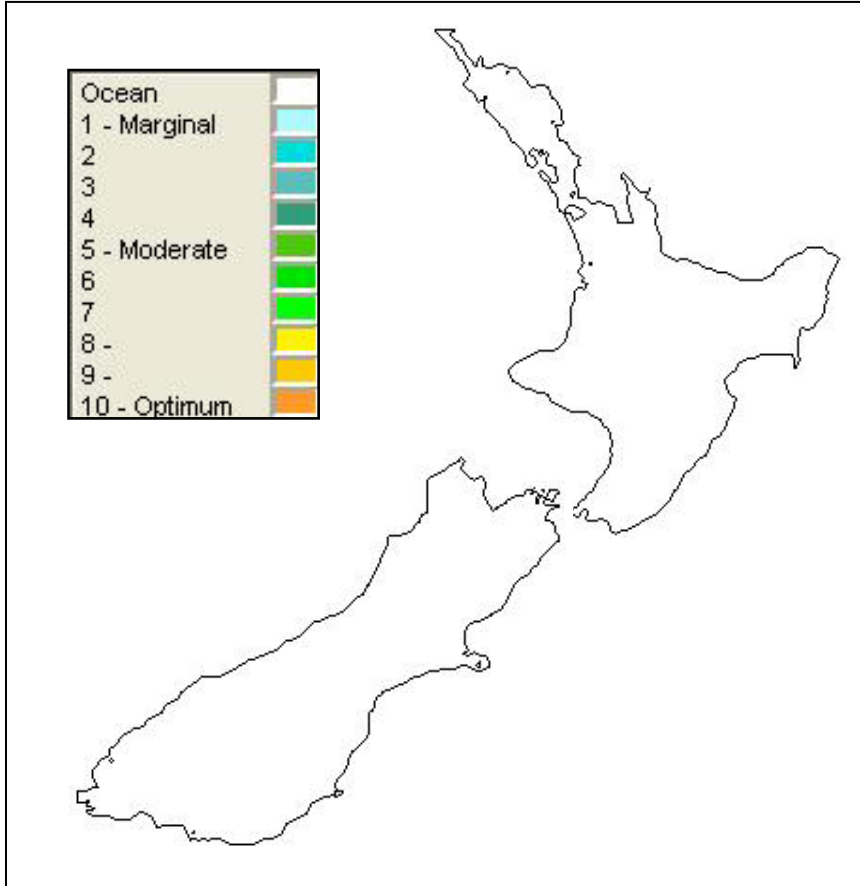 Ocean
1 - Marginal
2
3
4
5 - Moderate
6
7
8 -
9 -
10 - Optimum